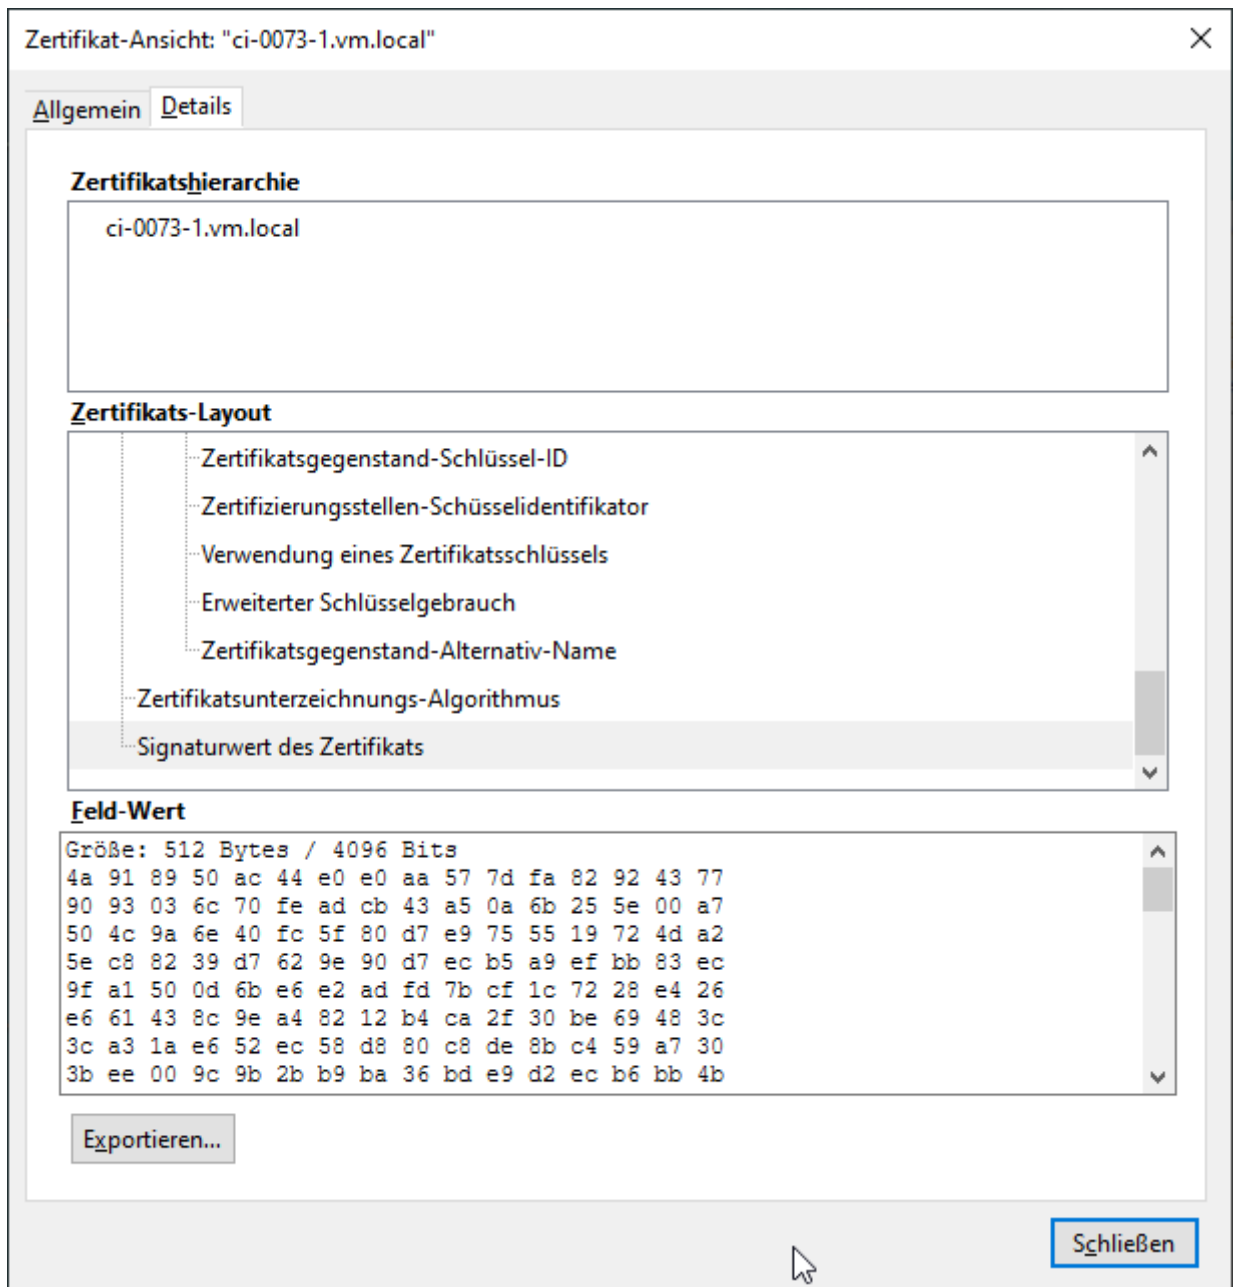 Zertifikat-Ansicht: "ci-0073-1.vm.local"
Allgemein Details
Zertifikatshierarchie
ci-0073-1.vm.local
Zertifikats-Layout
Zertifikatsgegenstand-Schlüssel-ID
Zertifizierungsstellen-Schüsselidentifikator
Verwendung eines Zertifikatsschlüssels
Erweiterter Schlüsselgebrauch
Zertifikatsgegenstand-Alternativ-Name
Zertifikatsunterzeichnungs-Algorithmus
Signaturwert des Zertifikats
Feld-Wert
Größe: 512 Bytes / 4096 Bits
4a 91 89 50 ac 44 e0 e0 aa 57 7d fa 82 92 43 77
90 93 03 6c 70 fe ad cb 43 a5 0a 6b 25 5e 00 a7
50 4c 9a 6e 40 fc 5f 80 d7 e9 75 55 19 72 4d a2
5e c8 82 39 d7 62 9e 90 d7 ec b5 a9 ef bb 83 ec
9f a1 50 0d 6b e6 e2 ad fd 7b cf 1c 72 28 e4 26
e6 61 43 8c 9e a4 82 12 b4 ca 2f 30 be 69 48 3c
3c a3 1a e6 52 ec 58 d8 80 c8 de 8b c4 59 a7 30
3b ee 00 9c 9b 2b b9 ba 36 bd e9 d2 ec b6 bb 4b
Exportieren...
Schließen